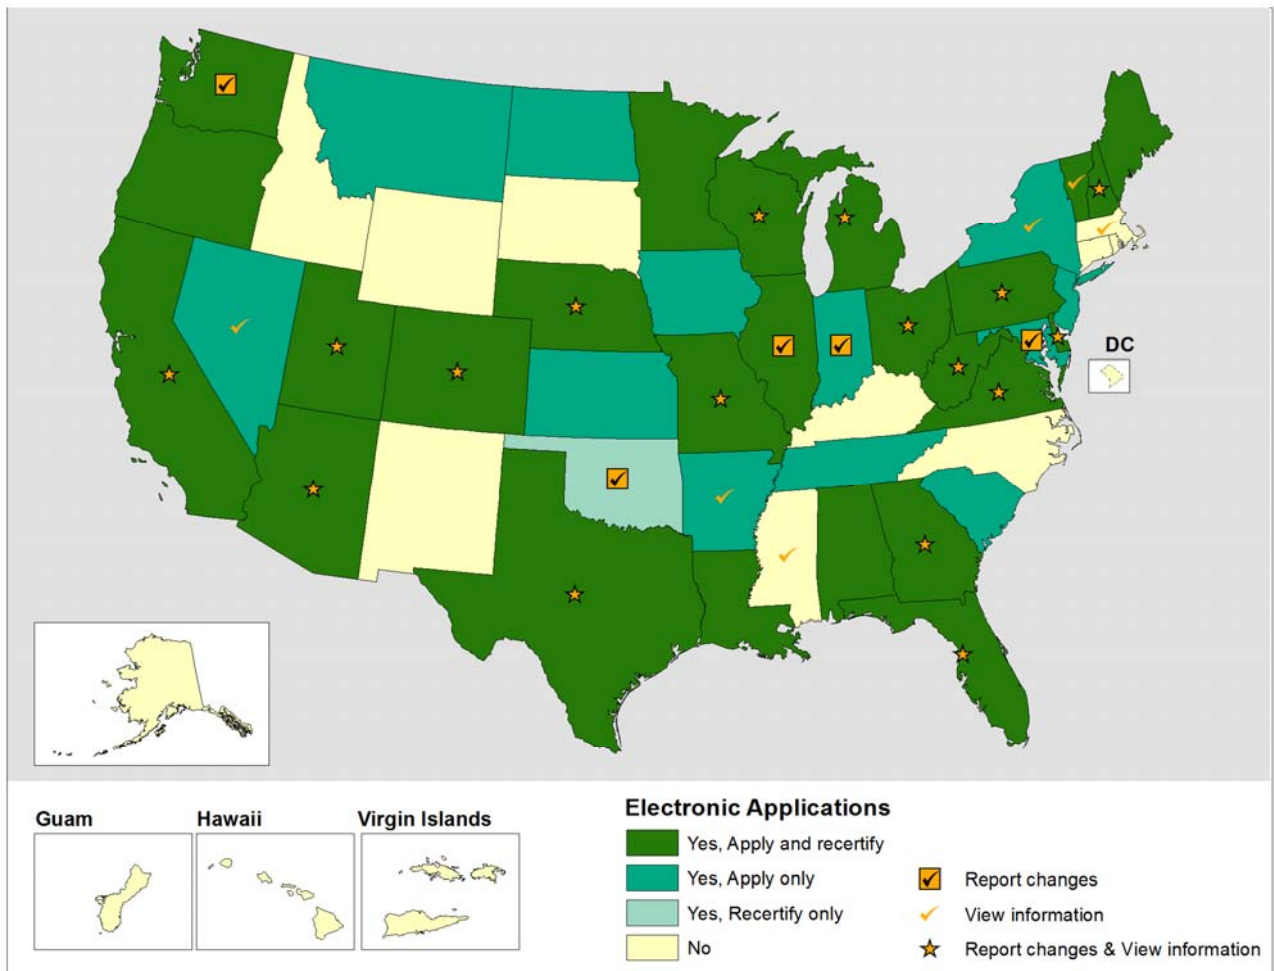 DC
Guam
Hawaii
Virgin Islands
Electronic Applications
Yes, Apply and recertify
Yes, Apply only
Yes, Recertify only
No
Report changes
View information
Report changes & View information